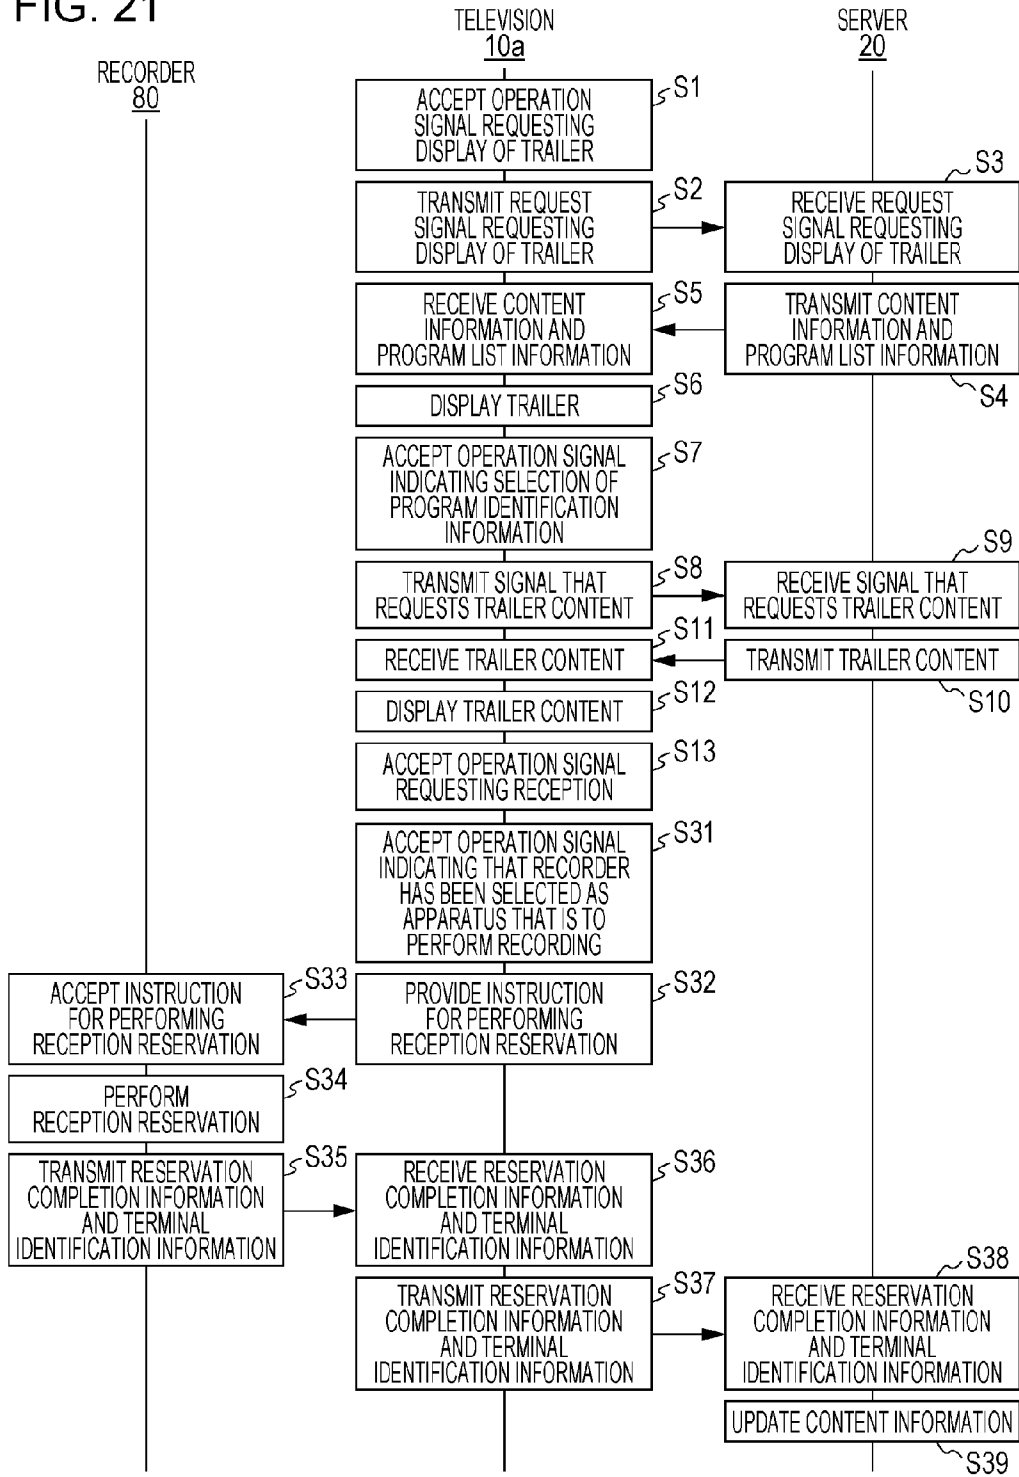 FIG. 21
TELEVISION
10a
SERVER
20
RECORDER
80
S1
ACCEPT OPERATION
SIGNAL REQUESTING
DISPLAY OF TRAILER
S2
TRANSMIT REQUEST
SIGNAL REQUESTING
DISPLAY OF TRAILER
S3
RECEIVE REQUEST
SIGNAL REQUESTING
DISPLAY OF TRAILER
S5
RECEIVE CONTENT
INFORMATION AND
PROGRAM LIST INFORMATION
TRANSMIT CONTENT
INFORMATION AND
PROGRAM LIST INFORMATION
S4
S6
DISPLAY TRAILER
S7
ACCEPT OPERATION SIGNAL
INDICATING SELECTION OF
PROGRAM IDENTIFICATION
INFORMATION
S8
TRANSMIT SIGNAL THAT
REQUESTS TRAILER CONTENT
S9
RECEIVE SIGNAL THAT
REQUESTS TRAILER CONTENT
S11
RECEIVE TRAILER CONTENT
TRANSMIT TRAILER CONTENT
S10
S12
DISPLAY TRAILER CONTENT
S13
ACCEPT OPERATION SIGNAL
REQUESTING RECEPTION
S31
ACCEPT OPERATION SIGNAL
INDICATING THAT RECORDER
HAS BEEN SELECTED AS
APPARATUS THAT IS TO
PERFORM RECORDING
S33
ACCEPT INSTRUCTION
FOR PERFORMING
RECEPTION RESERVATION
S32
PROVIDE INSTRUCTION
FOR PERFORMING
RECEPTION RESERVATION
S34
PERFORM
RECEPTION RESERVATION
S35
TRANSMIT RESERVATION
COMPLETION INFORMATION
AND TERMINAL
IDENTIFICATION INFORMATION
S36
RECEIVE RESERVATION
COMPLETION INFORMATION
AND TERMINAL
IDENTIFICATION INFORMATION
S37
TRANSMIT RESERVATION
COMPLETION INFORMATION
AND TERMINAL
IDENTIFICATION INFORMATION
S38
RECEIVE RESERVATION
COMPLETION INFORMATION
AND TERMINAL
IDENTIFICATION INFORMATION
UPDATE CONTENT INFORMATION
S39